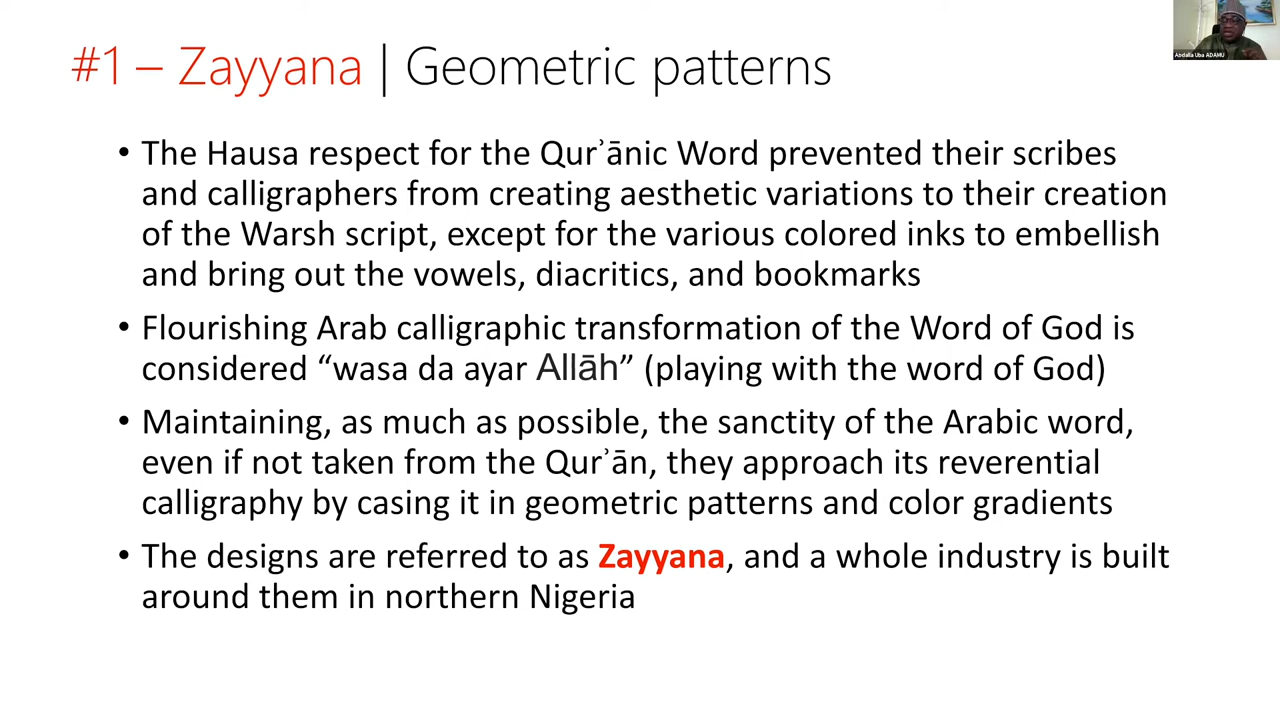 #1 – Zayyana | Geometric patterns
Abdalla Uba ADAMU
• The Hausa respect for the Qurʾānic Word prevented their scribes
and calligraphers from creating aesthetic variations to their creation
of the Warsh script, except for the various colored inks to embellish
and bring out the vowels, diacritics, and bookmarks
• Flourishing Arab calligraphic transformation of the Word of God is
considered “wasa da ayar Allāh” (playing with the word of God)
• Maintaining, as much as possible, the sanctity of the Arabic word,
even if not taken from the Qurʾān, they approach its reverential
calligraphy by casing it in geometric patterns and color gradients
• The designs are referred to as Zayyana, and a whole industry is built
around them in northern Nigeria